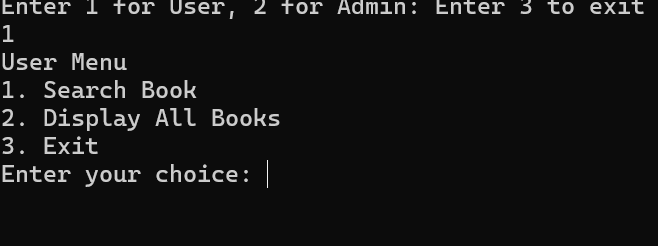 Enter 1 for User, 2 for Admin: Enter 3 to exit
1
User Menu
1. Search Book
2. Display All Books
3. Exit
Enter your choice: